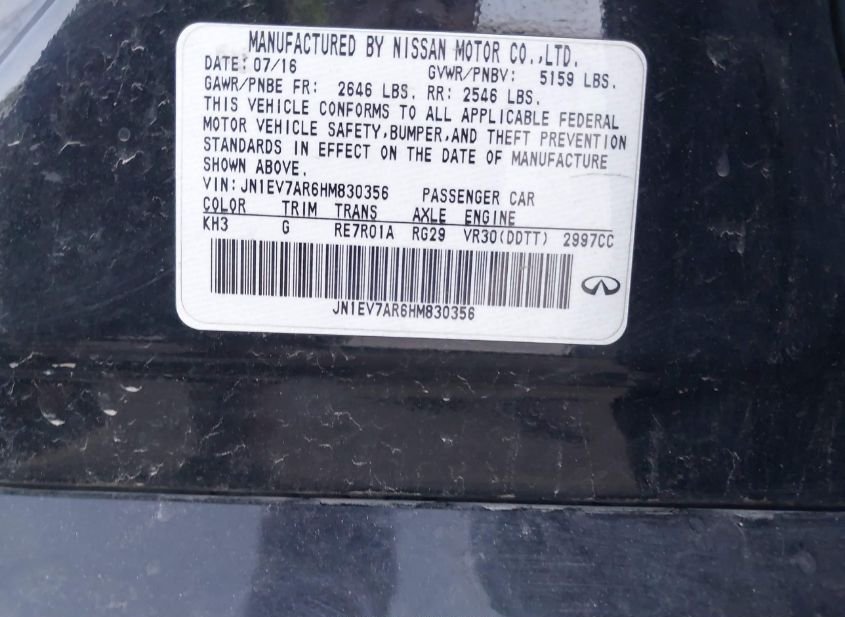 MANUFACTURED BY NISSAN MOTOR CO.,LTD.
DATE: 07/16 GVWR/PNBV: 5159 LBS.
GAWR/PNBE FR: 2646 LBS. RR: 2546 LBS.
THIS VEHICLE CONFORMS TO ALL APPLICABLE FEDERAL
MOTOR VEHICLE SAFETY,BUMPER,AND THEFT PREVENTION
STANDARDS IN EFFECT ON THE DATE OF MANUFACTURE
SHOWN ABOVE.
VIN:JN1EV7AR6HM830356 PASSENGER CAR
COLOR TRIM TRANS AXLE ENGINE
KH3 G RE7R01A RG29 VR30(DDTT) 2997CC
JN1EV7AR6HM830356